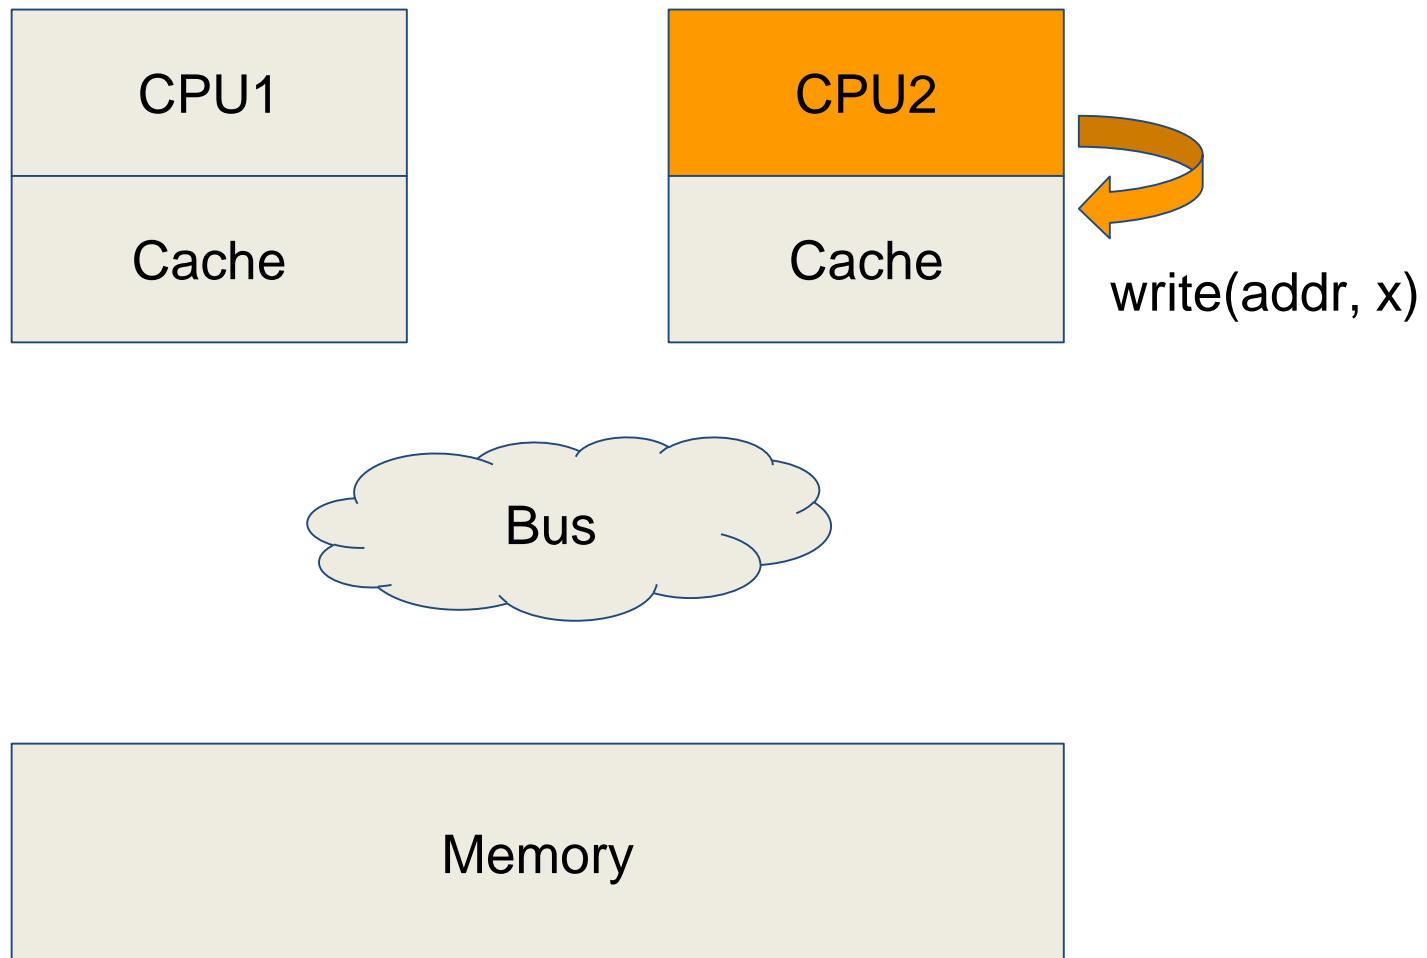 CPU1
CPU2
Cache
Cache
write(addr, x)
Bus
Memory